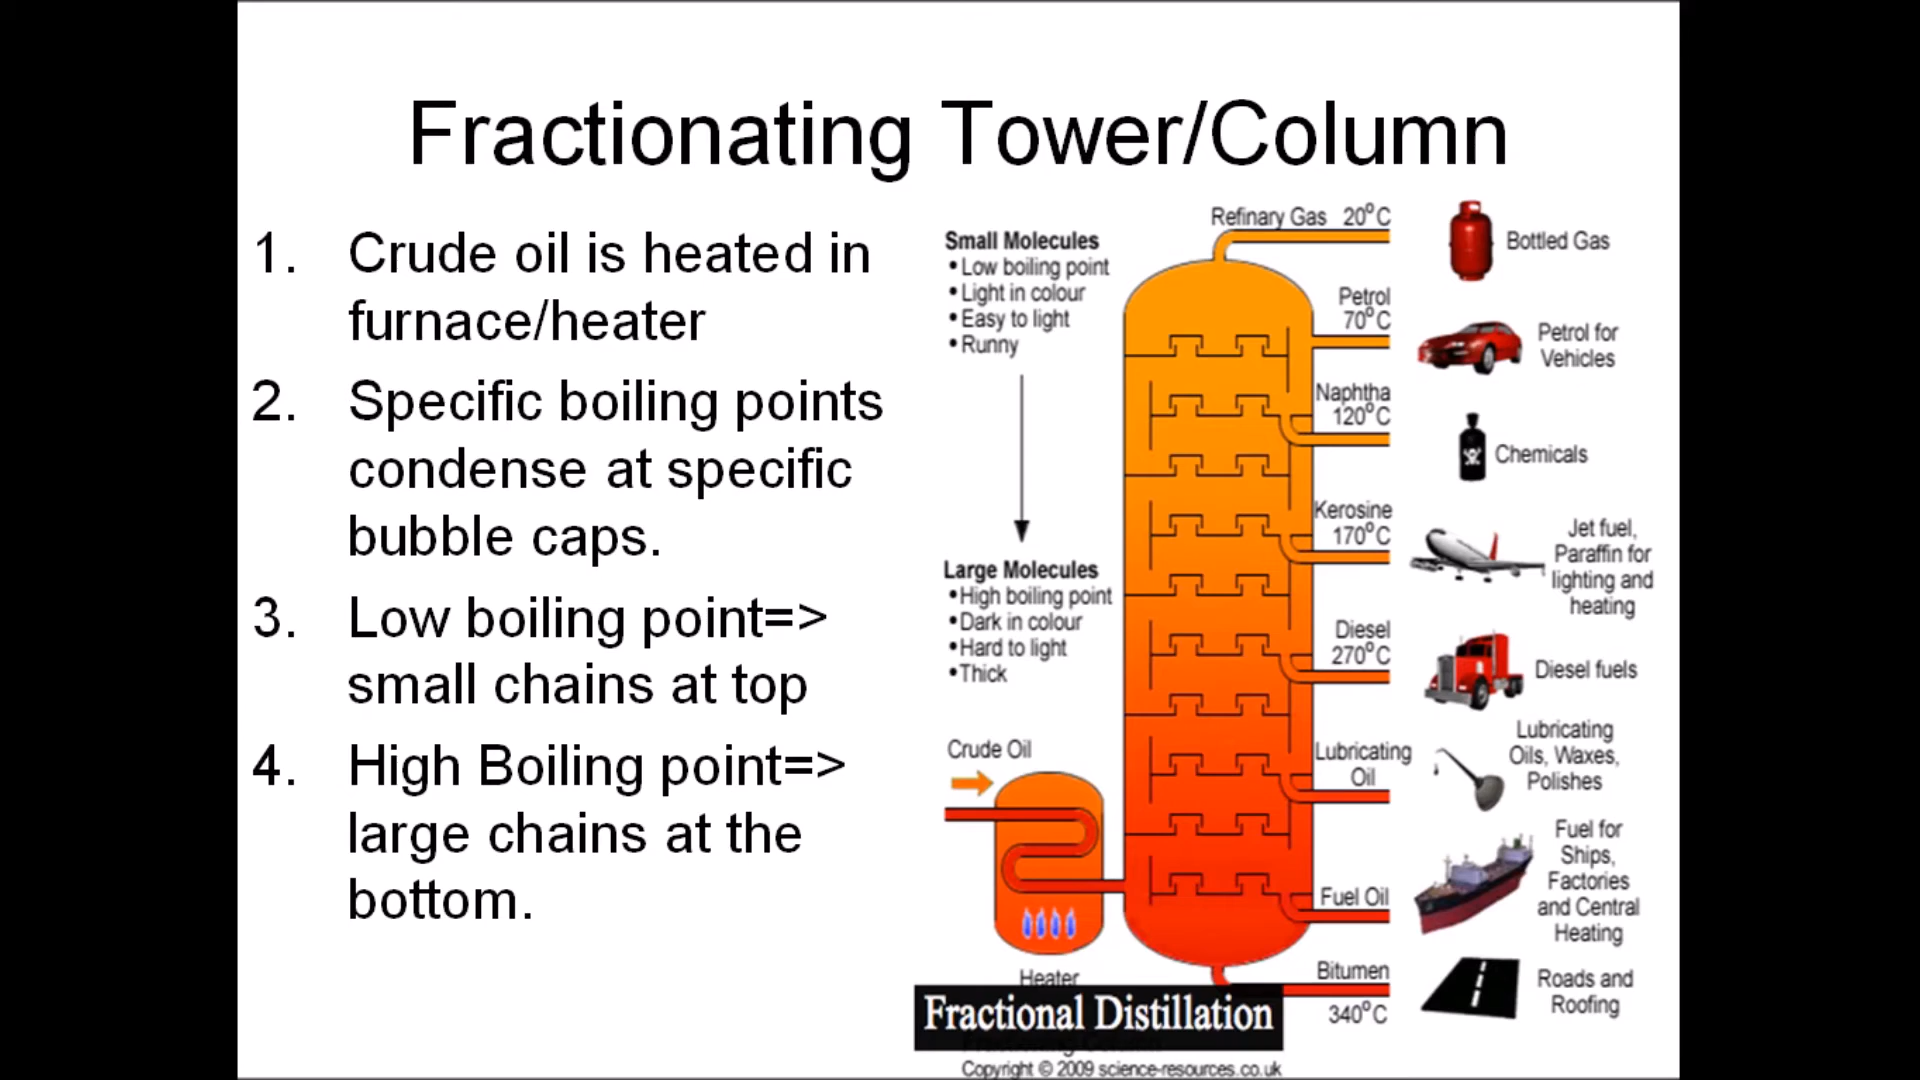 Fractionating Tower/Column
1. Crude oil is heated in
furnace/heater
2. Specific boiling points
condense at specific
bubble caps.
3. Low boiling point=>
small chains at top
4. High Boiling point=>
large chains at the
bottom.
Small Molecules
•Low boiling point
•Light in colour
•Easy to light
•Runny
Large Molecules
•High boiling point
•Dark in colour
•Hard to light
•Thick
Crude Oil
Heater
Refinary Gas 20°C
Bottled Gas
Petrol
70°C
Petrol for
Vehicles
Naphtha
120°C
Chemicals
Kerosine
170°C
Jet fuel,
Paraffin for
lighting and
heating
Diesel
270°C
Diesel fuels
Lubricating
Oil
Lubricating
Oils, Waxes,
Polishes
Fuel Oil
Fuel for
Ships,
Factories
and Central
Heating
Bitumen
340°C
Roads and
Roofing
Fractional Distillation
Copyright © 2009 science-resources.co.uk